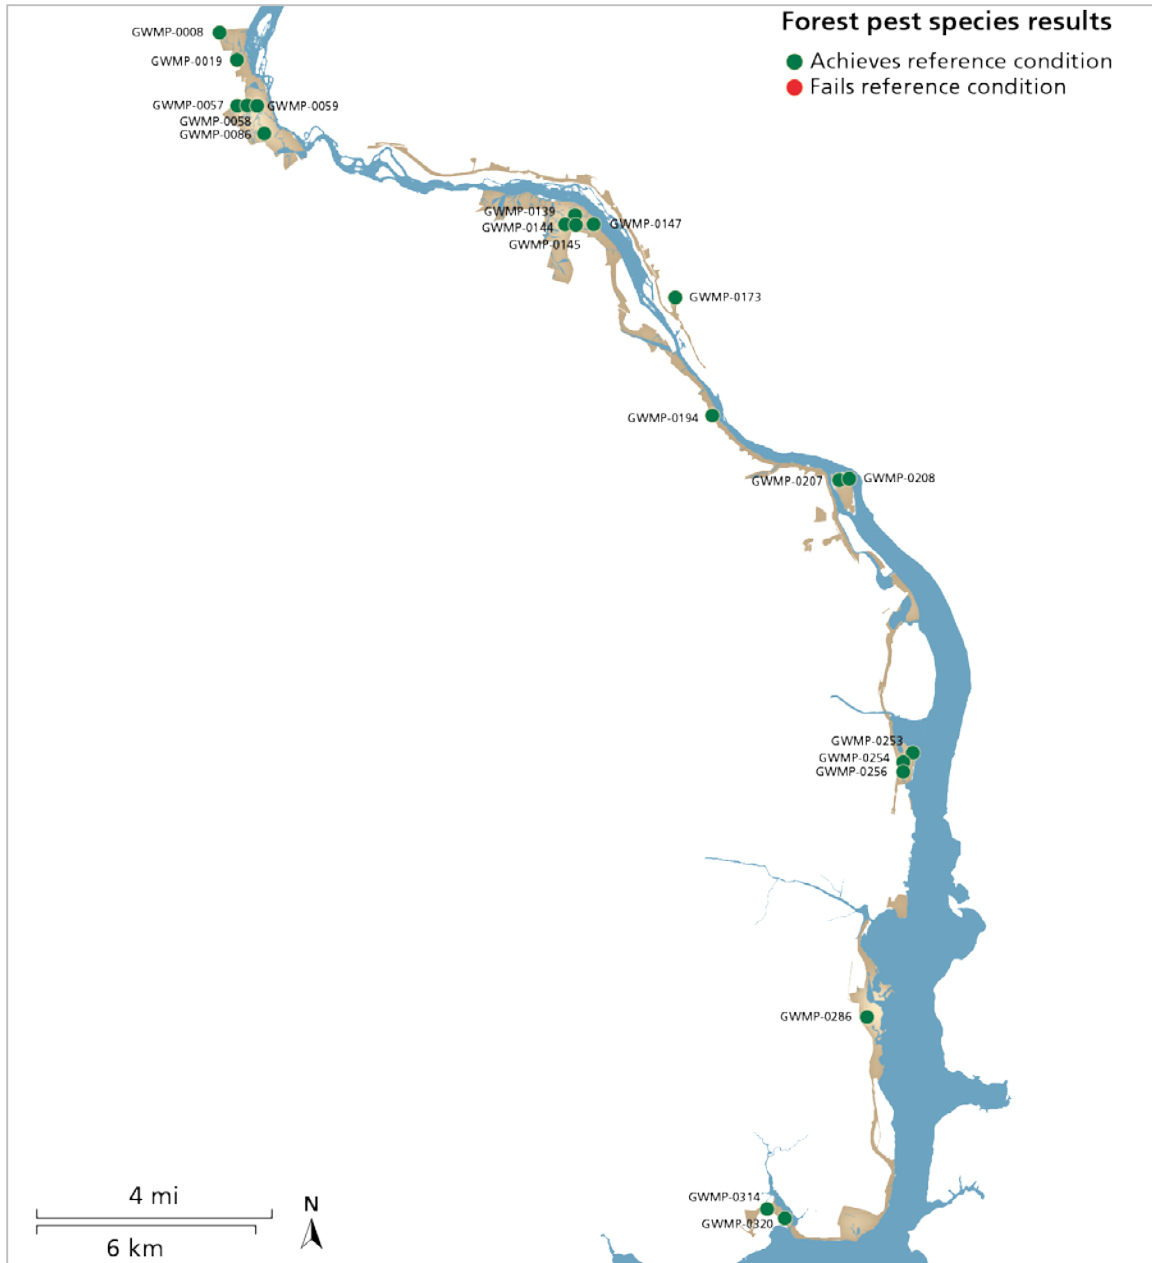 Forest pest species results
Achieves reference condition
Fails reference condition
GWMP-0008
GWMP-0019
GWMP-0057
GWMP-0059
GWMP-0058
GWMP-0086
GWMP-0139
GWMP-0144
GWMP-0147
GWMP-0145
GWMP-0173
GWMP-0194
GWMP-0207
GWMP-0208
GWMP-0253
GWMP-0254
GWMP-0256
GWMP-0286
GWMP-0314
GWMP-0320
4 mi
6 km
N